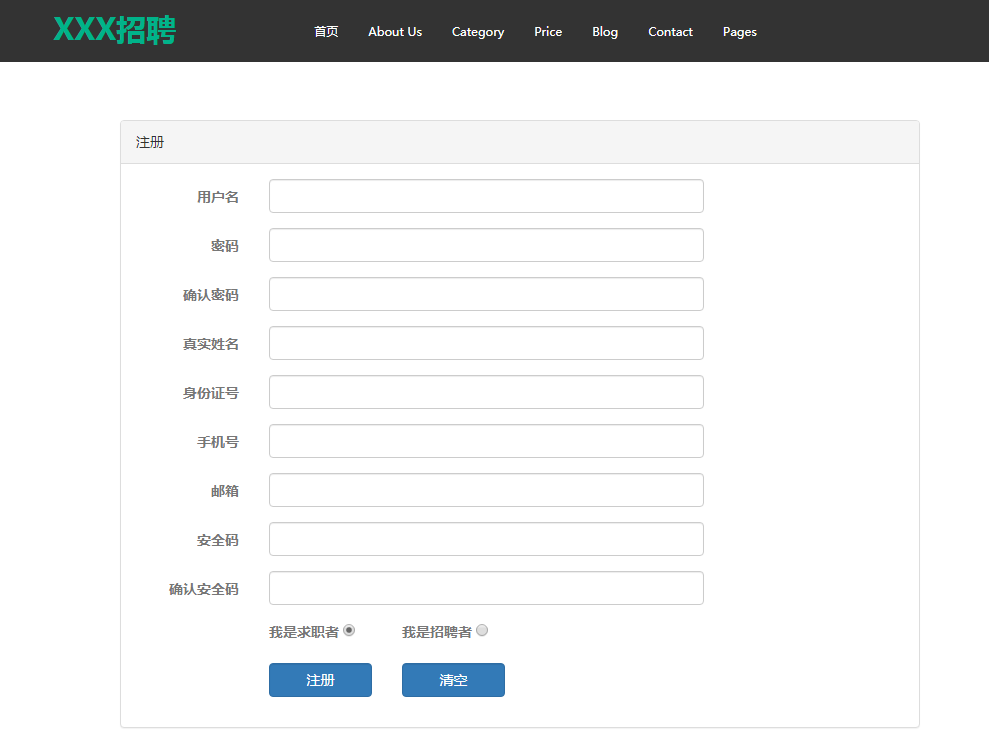 XXX招聘
首页 About Us Category Price Blog Contact Pages
注册
用户名
密码
确认密码
真实姓名
身份证号
手机号
邮箱
安全码
确认安全码
我是求职者 我是招聘者
注册 清空